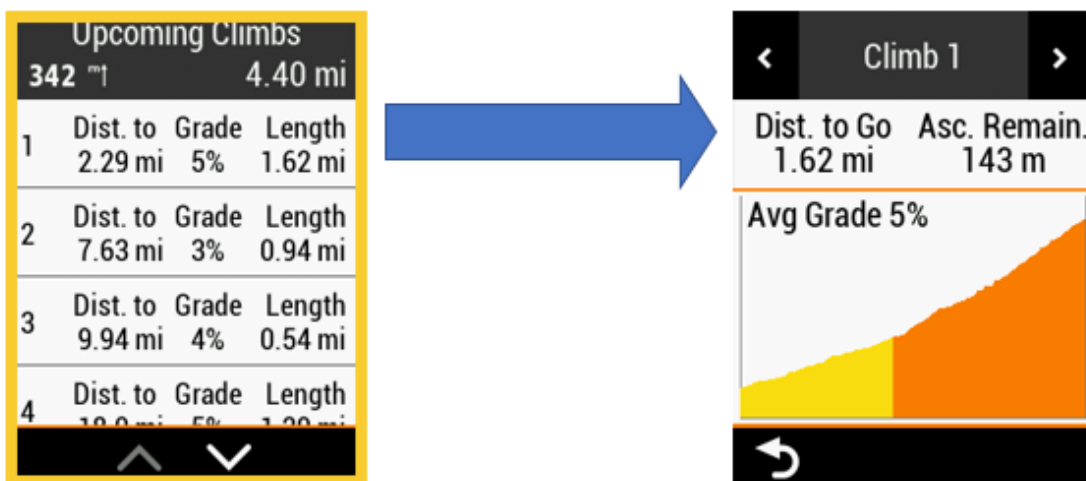 Upcoming Climbs
342 m↑ 4.40 mi
1
Dist. to Grade Length
2.29 mi 5% 1.62 mi
2
Dist. to Grade Length
7.63 mi 3% 0.94 mi
3
Dist. to Grade Length
9.94 mi 4% 0.54 mi
4
Dist. to Grade Length
Climb 1
Dist. to Go Asc. Remain.
1.62 mi 143 m
Avg Grade 5%